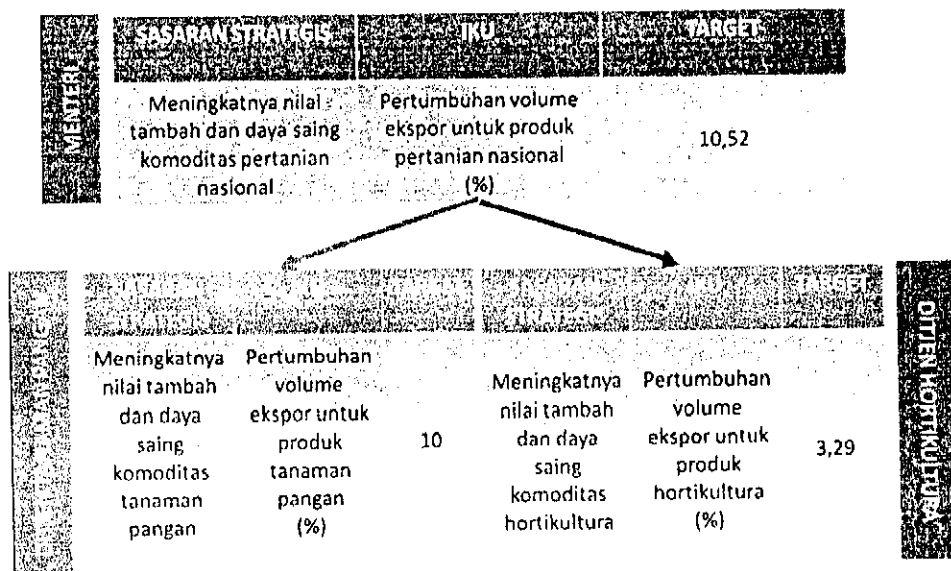 MENTERI
SASARAN STRATEGIS IKU TARGET
Meningkatnya nilai
tambah dan daya saing
komoditas pertanian
nasional
Pertumbuhan volume
ekspor untuk produk
pertanian nasional
(%)
10,52
TARGET
STRATEGIS
Meningkatnya
nilai tambah
dan daya
saing
komoditas
tanaman
pangan
Pertumbuhan
volume
ekspor untuk
produk
tanaman
pangan
(%)
10
Meningkatnya
nilai tambah
dan daya
saing
komoditas
hortikultura
Pertumbuhan
volume
ekspor untuk
produk
hortikultura
(%)
3,29
DITJEN HORTIKULTURA